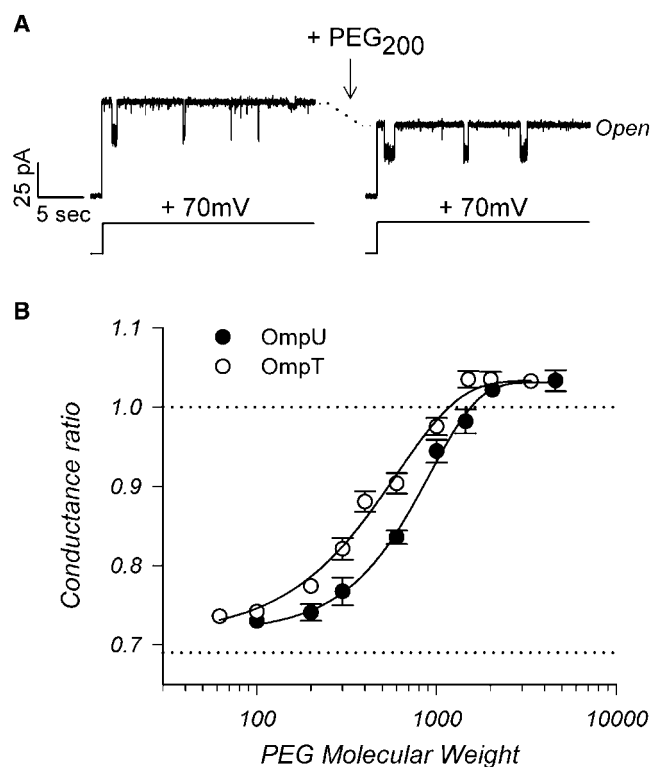 A
+ PEG200
Open
25 pA
5 sec
+ 70mV
+ 70mV
B
OmpU
OmpT
Conductance ratio
1.1
1.0
0.9
0.8
0.7
100
1000
10000
PEG Molecular Weight